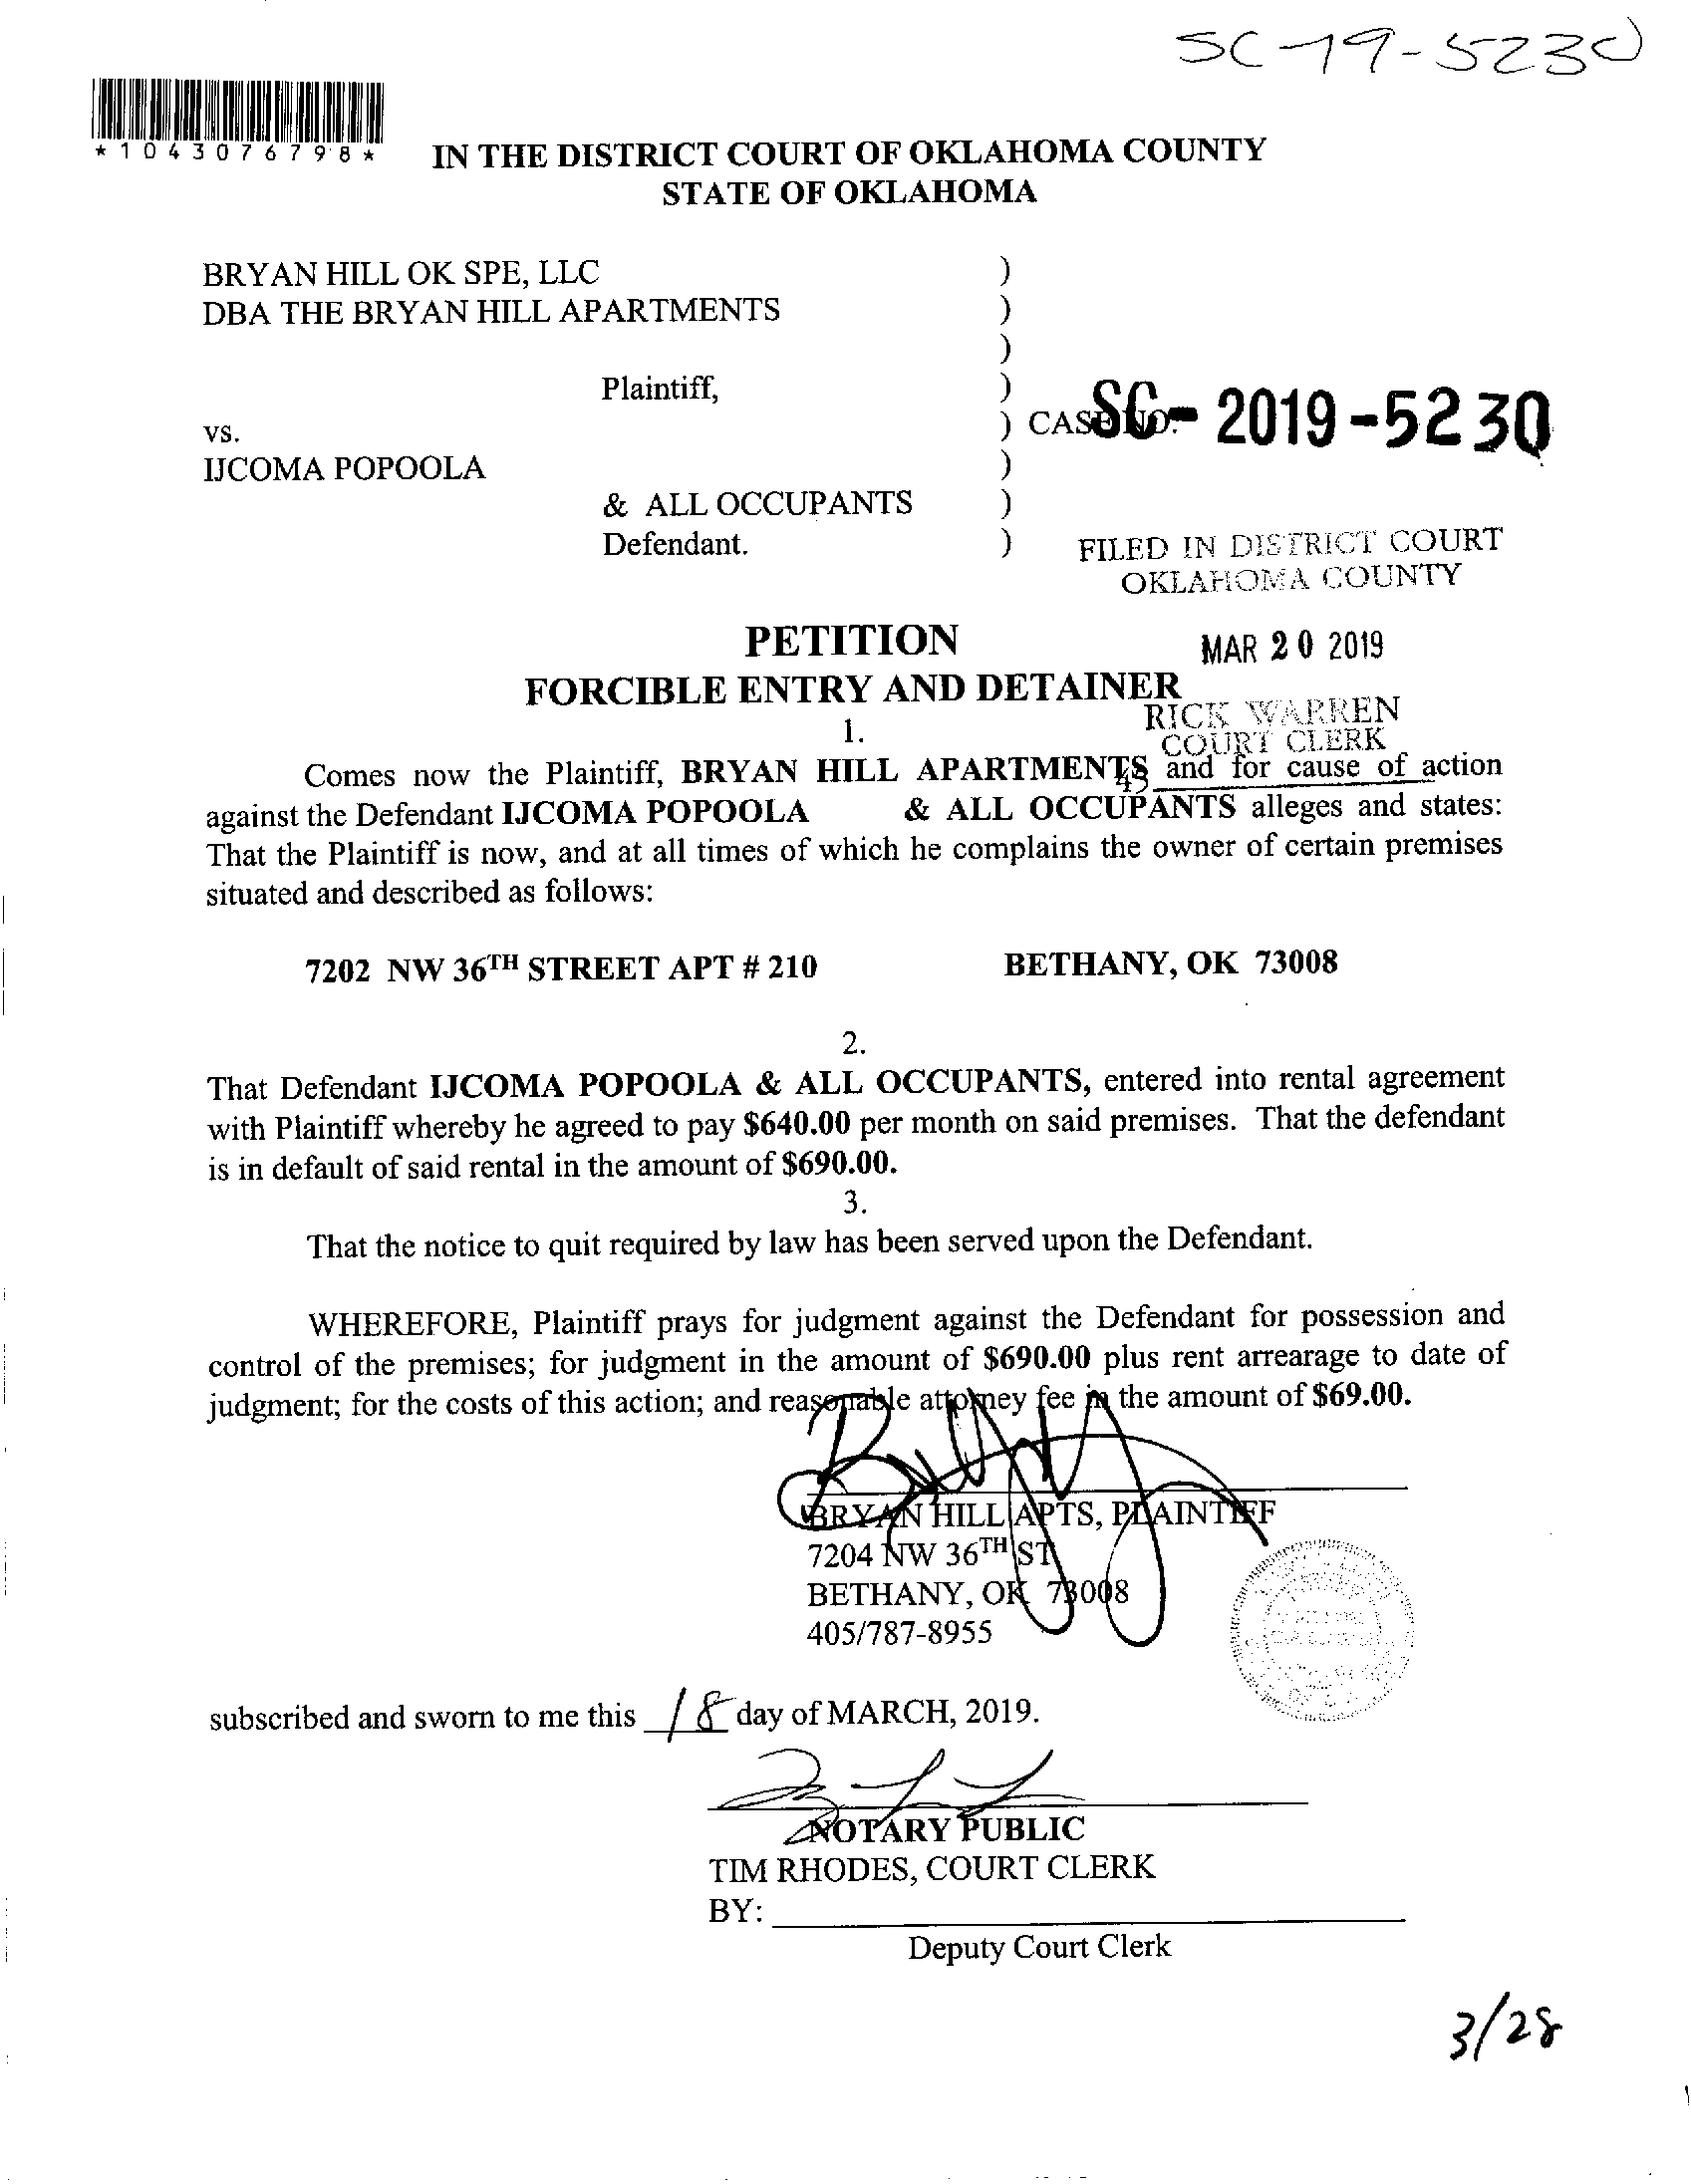 SC-19-5230
*1043076798*
IN THE DISTRICT COURT OF OKLAHOMA COUNTY
STATE OF OKLAHOMA
BRYAN HILL OK SPE, LLC )
DBA THE BRYAN HILL APARTMENTS )
)
Plaintiff, )
vs. ) CASE NO. SC- 2019-5230
IJCOMA POPOOLA )
& ALL OCCUPANTS )
Defendant. )
FILED IN DISTRICT COURT
OKLAHOMA COUNTY
PETITION
MAR 20 2019
FORCIBLE ENTRY AND DETAINER
RICK WARREN
1.
COURT CLERK
Comes now the Plaintiff, BRYAN HILL APARTMENTS and for cause of action
45
against the Defendant IJCOMA POPOOLA & ALL OCCUPANTS alleges and states:
That the Plaintiff is now, and at all times of which he complains the owner of certain premises
situated and described as follows:
7202 NW 36TH STREET APT # 210 BETHANY, OK 73008
2.
That Defendant IJCOMA POPOOLA & ALL OCCUPANTS, entered into rental agreement
with Plaintiff whereby he agreed to pay $640.00 per month on said premises. That the defendant
is in default of said rental in the amount of $690.00.
3.
That the notice to quit required by law has been served upon the Defendant.
WHEREFORE, Plaintiff prays for judgment against the Defendant for possession and
control of the premises; for judgment in the amount of $690.00 plus rent arrearage to date of
judgment; for the costs of this action; and reasonable attorney fee in the amount of $69.00.
BRYAN HILL APTS, PLAINTIFF
7204 NW 36TH ST
BETHANY, OK 73008
405/787-8955
subscribed and sworn to me this 18 day of MARCH, 2019.
NOTARY PUBLIC
TIM RHODES, COURT CLERK
BY:
Deputy Court Clerk
3/28